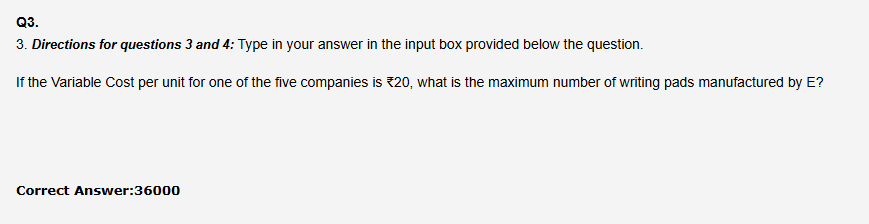 Q3.
3. Directions for questions 3 and 4: Type in your answer in the input box provided below the question.
If the Variable Cost per unit for one of the five companies is ₹20, what is the maximum number of writing pads manufactured by E?
Correct Answer:36000